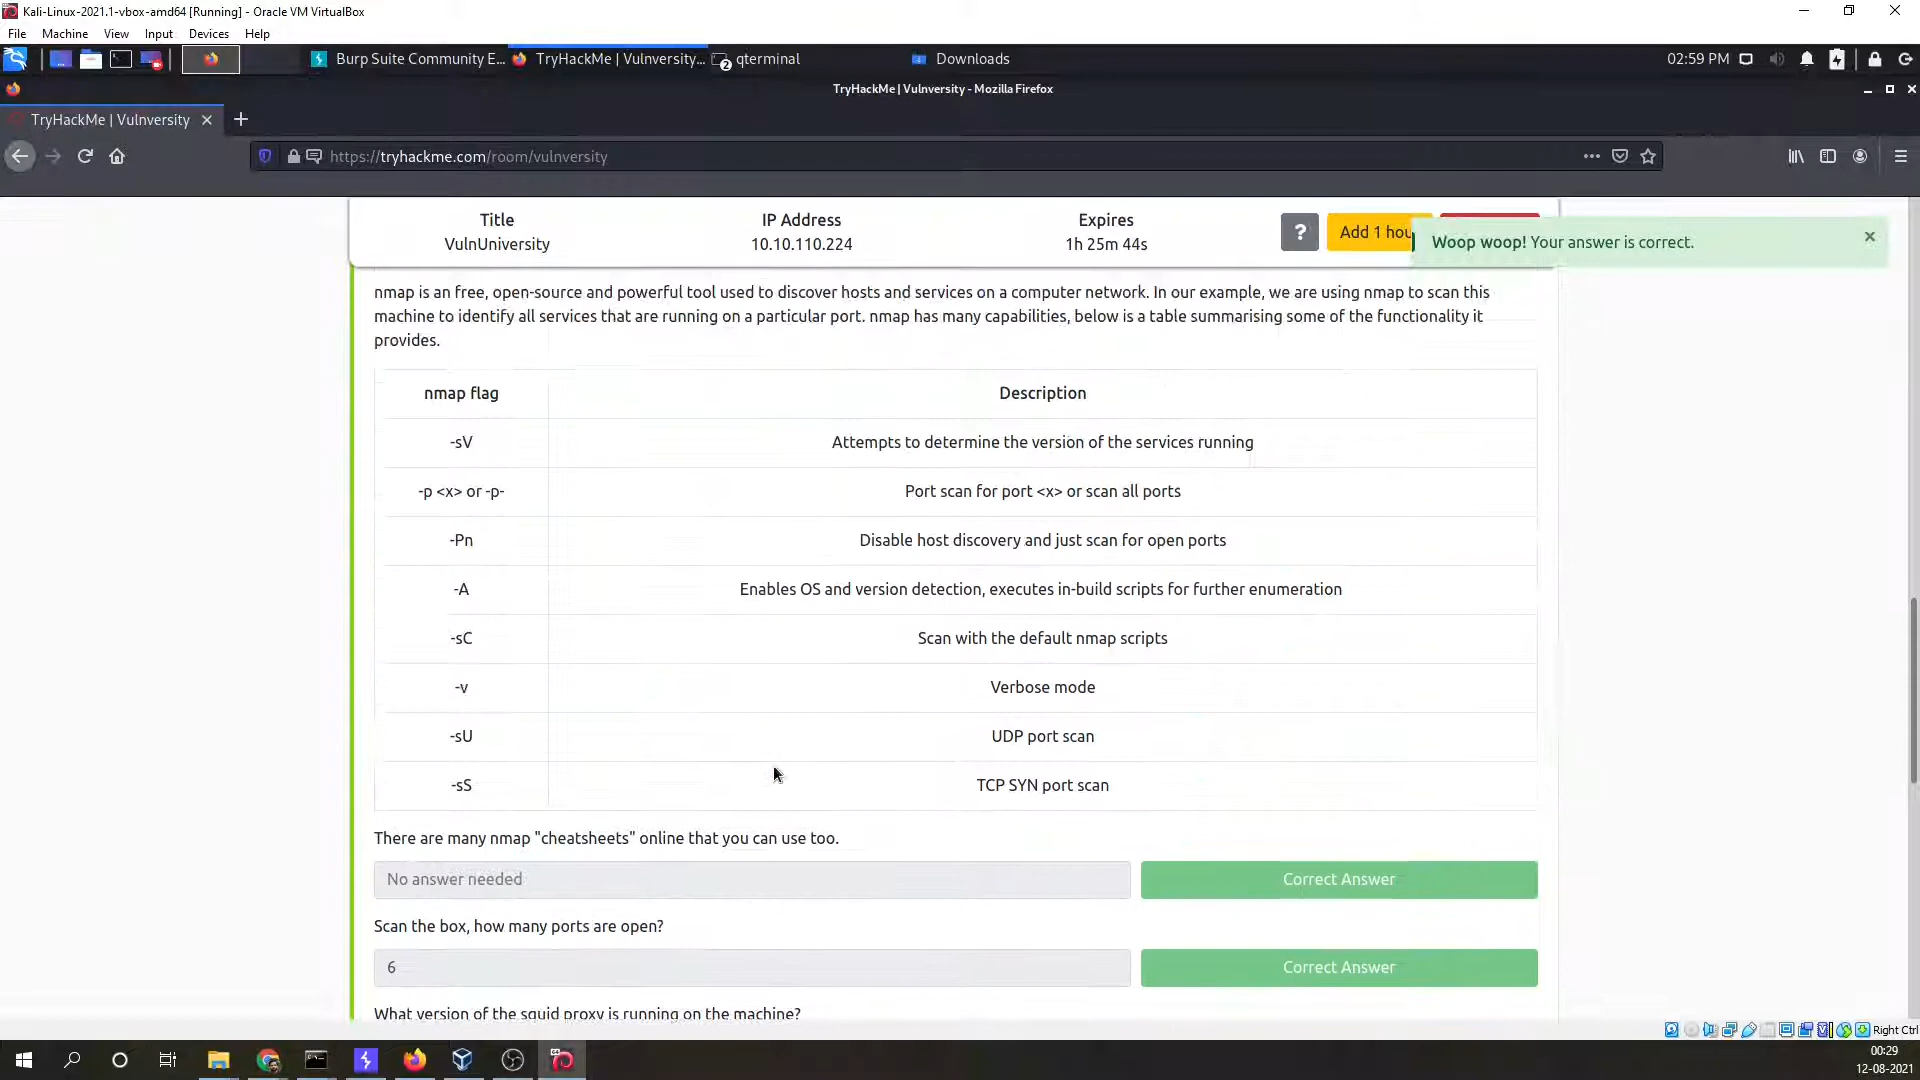 Kali-Linux-2021.1-vbox-amd64 [Running] - Oracle VM VirtualBox
File Machine View Input Devices Help
Burp Suite Community E... TryHackMe | Vulnversity... 2 qterminal Downloads 02:59 PM
TryHackMe | Vulnversity - Mozilla Firefox
TryHackMe | Vulnversity
https://tryhackme.com/room/vulnversity
Title IP Address Expires
VulnUniversity 10.10.110.224 1h 25m 44s ? Add 1 hou
Woop woop! Your answer is correct.
nmap is an free, open-source and powerful tool used to discover hosts and services on a computer network. In our example, we are using nmap to scan this
machine to identify all services that are running on a particular port. nmap has many capabilities, below is a table summarising some of the functionality it
provides.
nmap flag Description
-sV Attempts to determine the version of the services running
-p <x> or -p- Port scan for port <x> or scan all ports
-Pn Disable host discovery and just scan for open ports
-A Enables OS and version detection, executes in-build scripts for further enumeration
-sC Scan with the default nmap scripts
-v Verbose mode
-sU UDP port scan
-sS TCP SYN port scan
There are many nmap "cheatsheets" online that you can use too.
No answer needed Correct Answer
Scan the box, how many ports are open?
6 Correct Answer
What version of the squid proxy is running on the machine?
Right Ctrl
00:29
12-08-2021